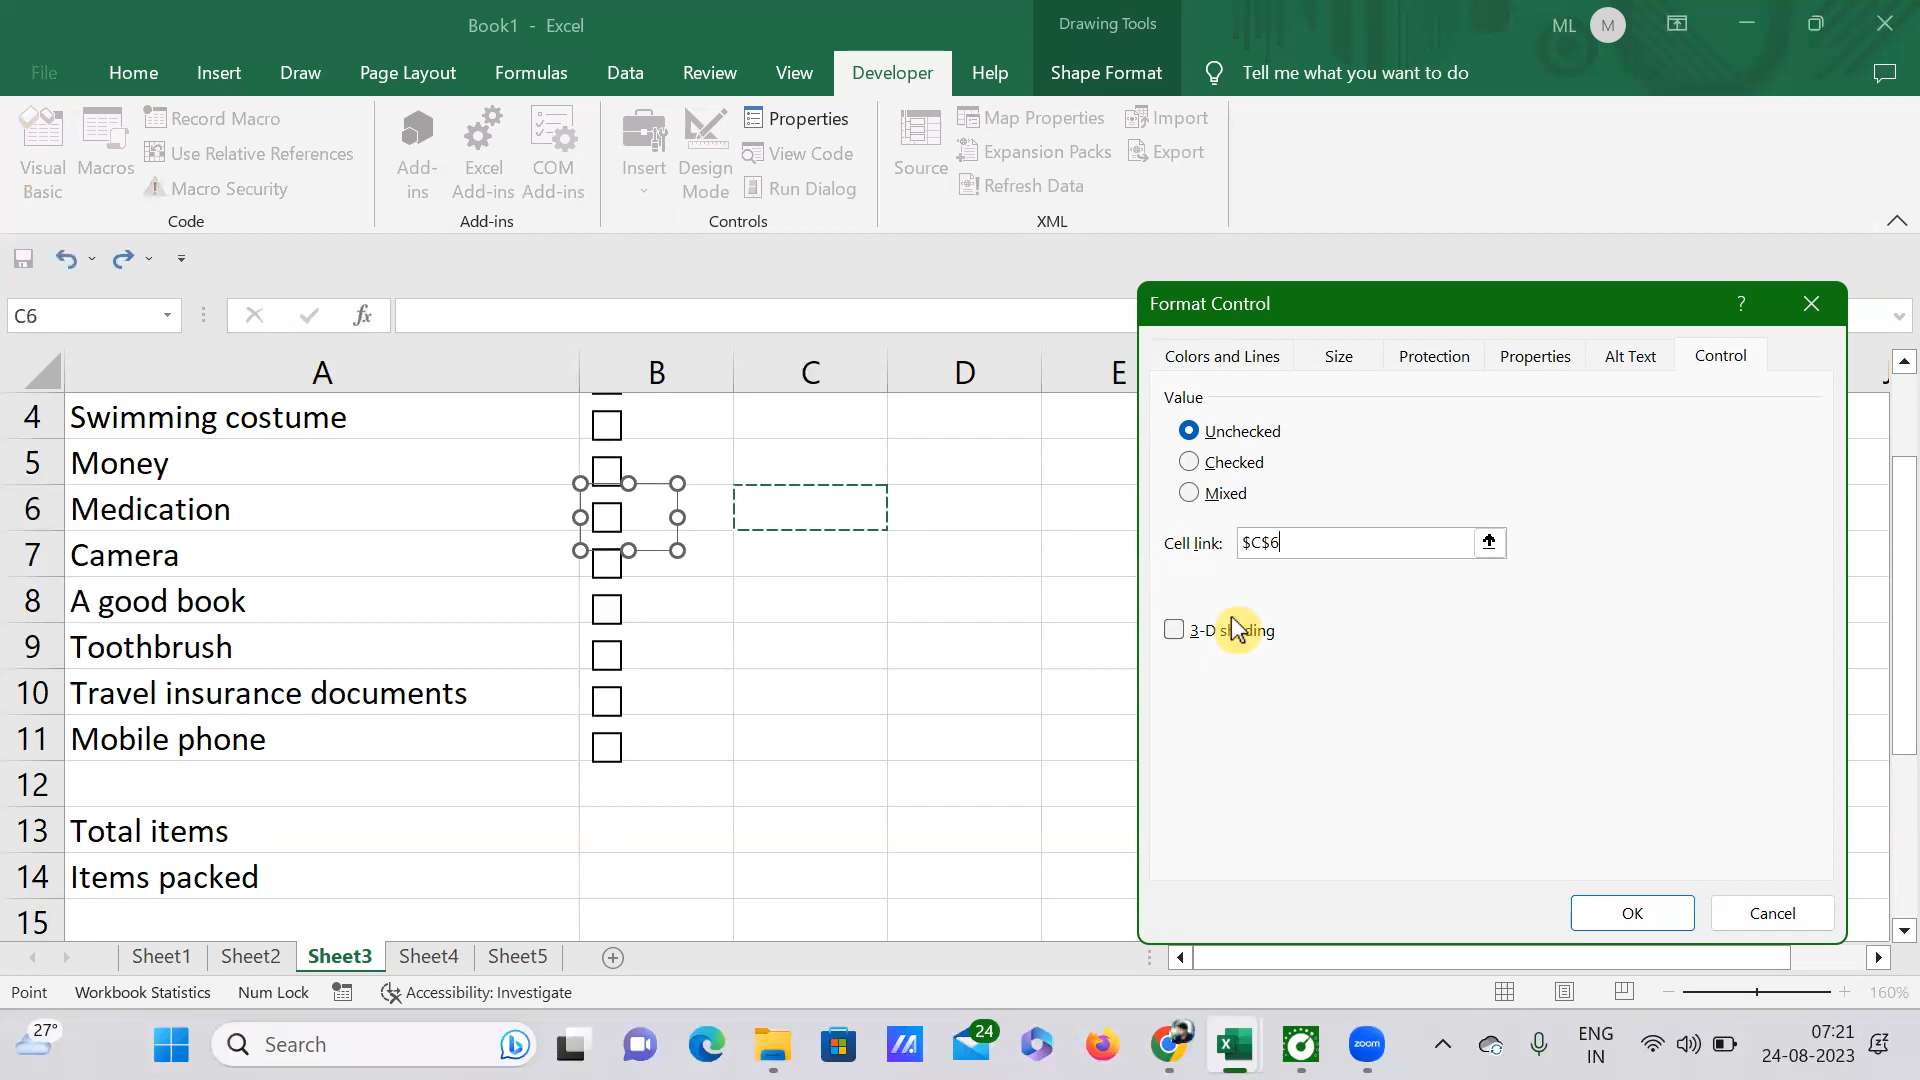 Book1 - Excel
Drawing Tools
ML M
File Home Insert Draw Page Layout Formulas Data Review View Developer Help Shape Format Tell me what you want to do
Visual Basic
Macros
Record Macro
Use Relative References
Macro Security
Code
Add-ins
Excel Add-ins
COM Add-ins
Add-ins
Insert
Design Mode
Properties
View Code
Run Dialog
Controls
Source
Map Properties
Expansion Packs
Refresh Data
Import
Export
XML
C6
fx
A B C D E
4 Swimming costume
5 Money
6 Medication
7 Camera
8 A good book
9 Toothbrush
10 Travel insurance documents
11 Mobile phone
12
13 Total items
14 Items packed
15
Format Control ?
Colors and Lines Size Protection Properties Alt Text Control
Value
Unchecked
Checked
Mixed
Cell link: $C$6
3-D shading
OK Cancel
Sheet1 Sheet2 Sheet3 Sheet4 Sheet5
Point Workbook Statistics Num Lock Accessibility: Investigate 160%
27° Search 24 zoom ENG IN 07:21 24-08-2023